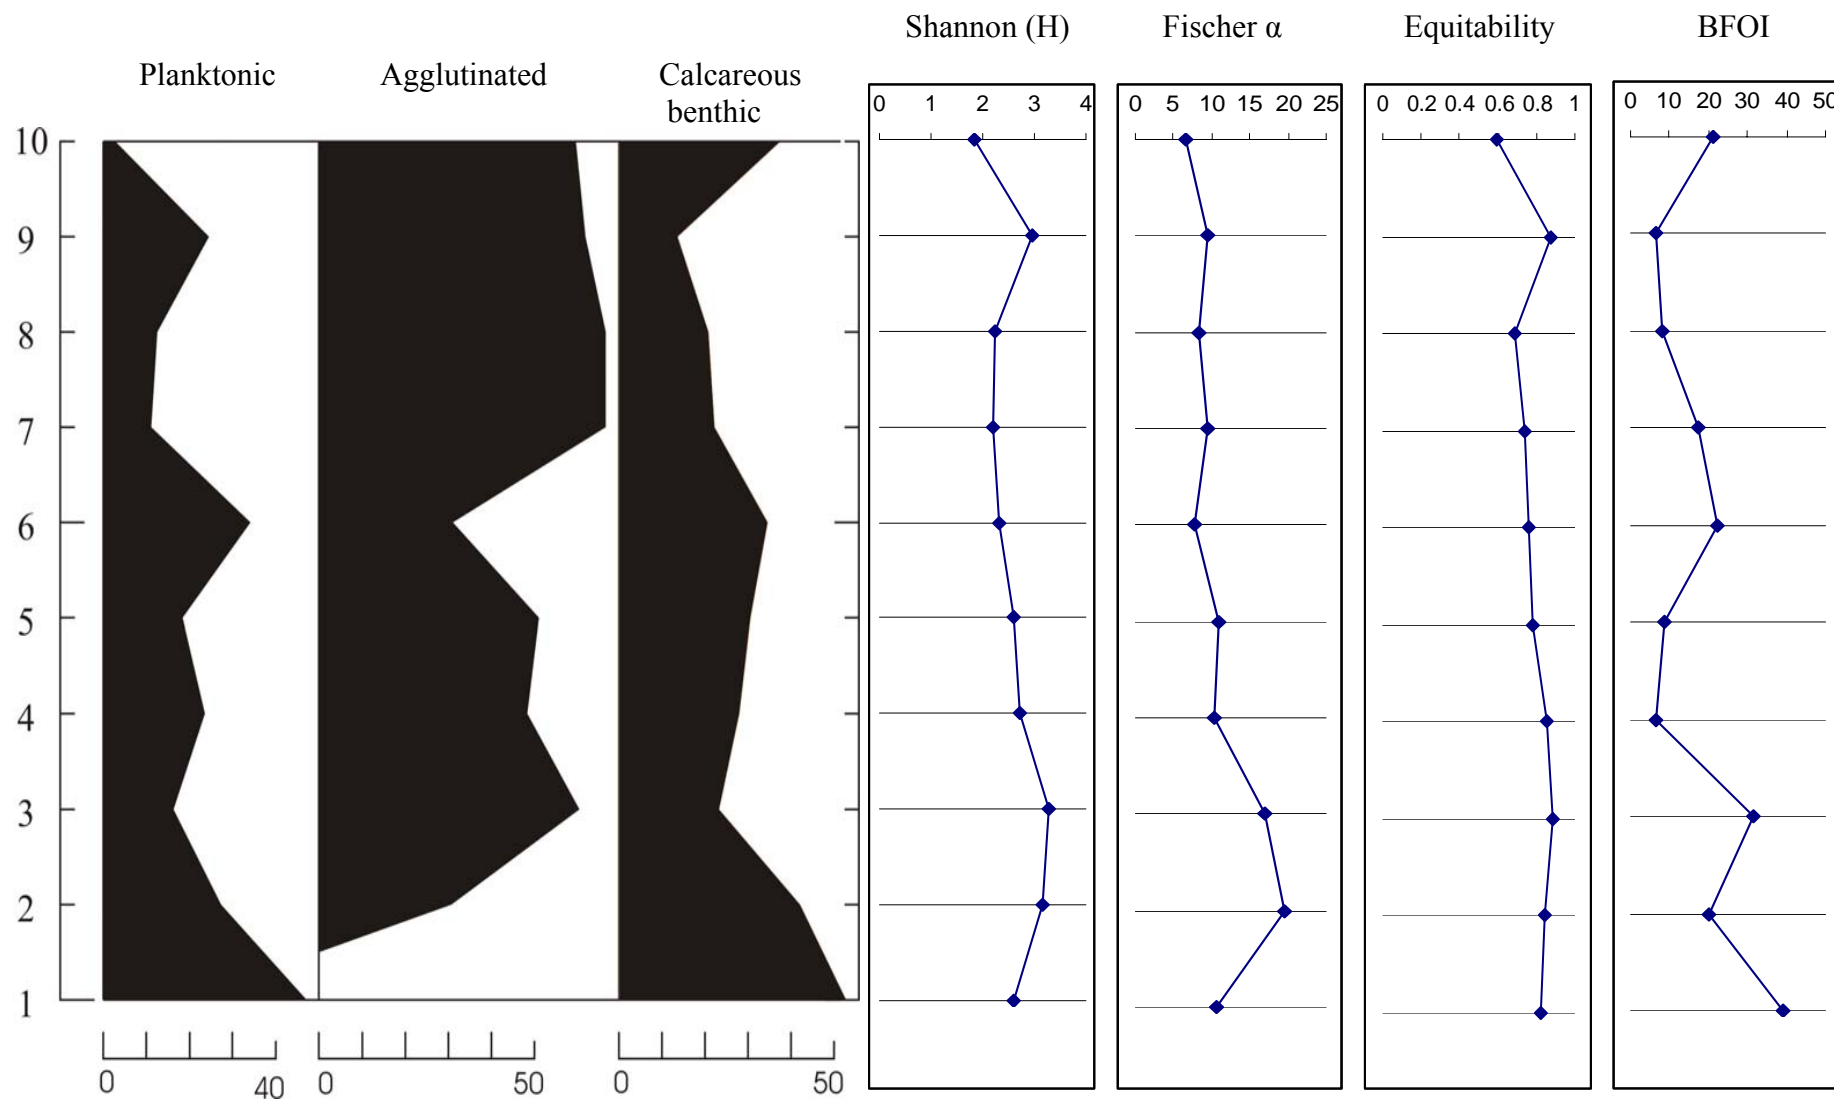 Shannon (H) Fischer α Equitability BFOI
Planktonic Agglutinated Calcareous
benthic
0 1 2 3 4 0 5 10 15 20 25 0 0.2 0.4 0.6 0.8 1 0 10 20 30 40 50
10
9
8
7
6
5
4
3
2
1
0 40 0 50 0 50